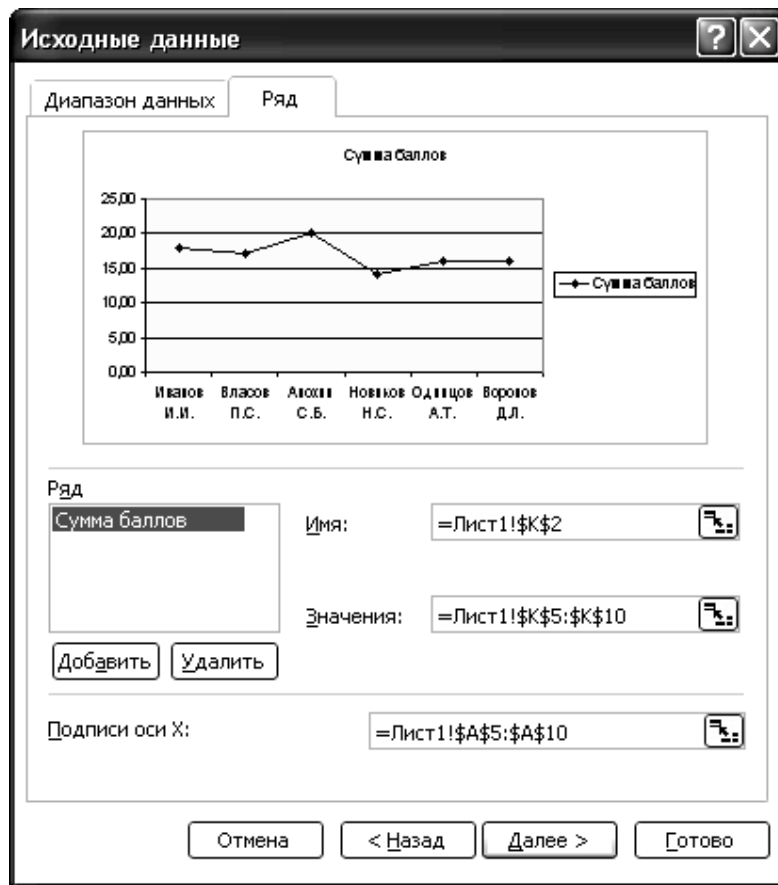 Исходные данные
Диапазон данных
Ряд
Сумма баллов
25,00
20,00
15,00
10,00
5,00
0,00
Сумма баллов
Иванов Власов Анохин Новиков Одинцов Воронов
И.И. П.С. С.Б. Н.С. А.Т. Д.Л.
Ряд
Сумма баллов
Имя: =Лист1!$K$2
Значения: =Лист1!$K$5:$K$10
Добавить Удалить
Подписи оси X: =Лист1!$A$5:$A$10
Отмена < Назад Далее > Готово